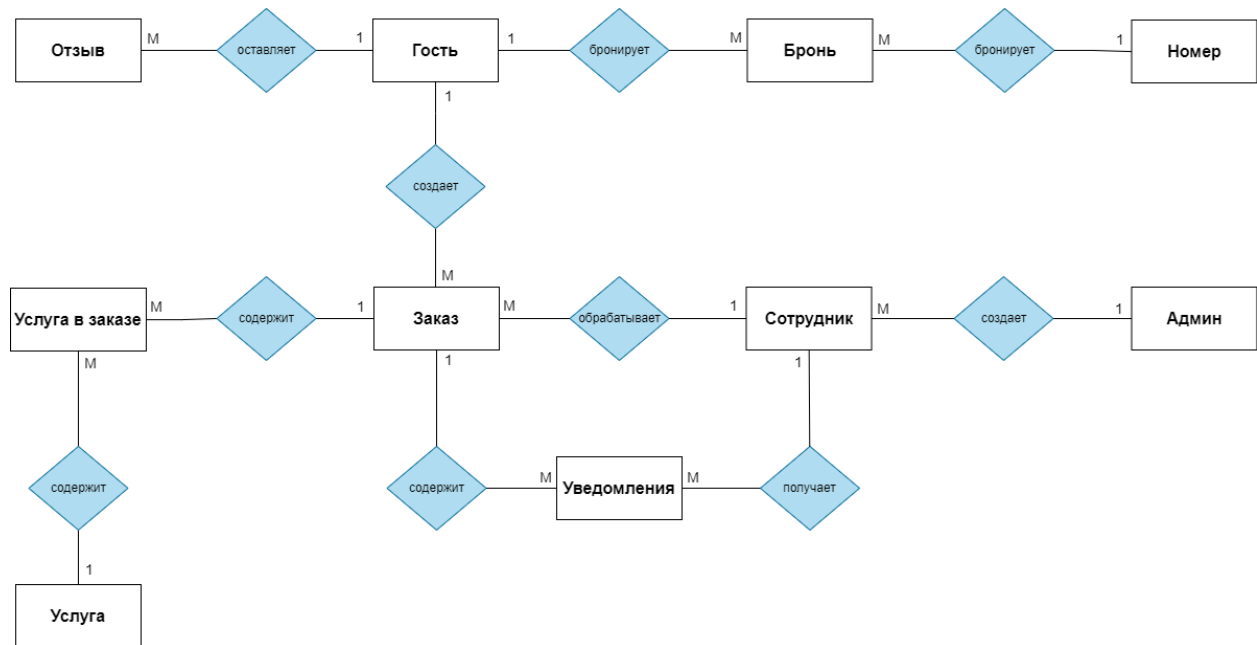 Отзыв М оставляет 1 Гость 1 бронирует М Бронь М бронирует 1 Номер
1
создает
М
Услуга в заказе М содержит 1 Заказ М обрабатывает 1 Сотрудник М создает 1 Админ
М 1 1
содержит содержит М Уведомления М получает
1
Услуга